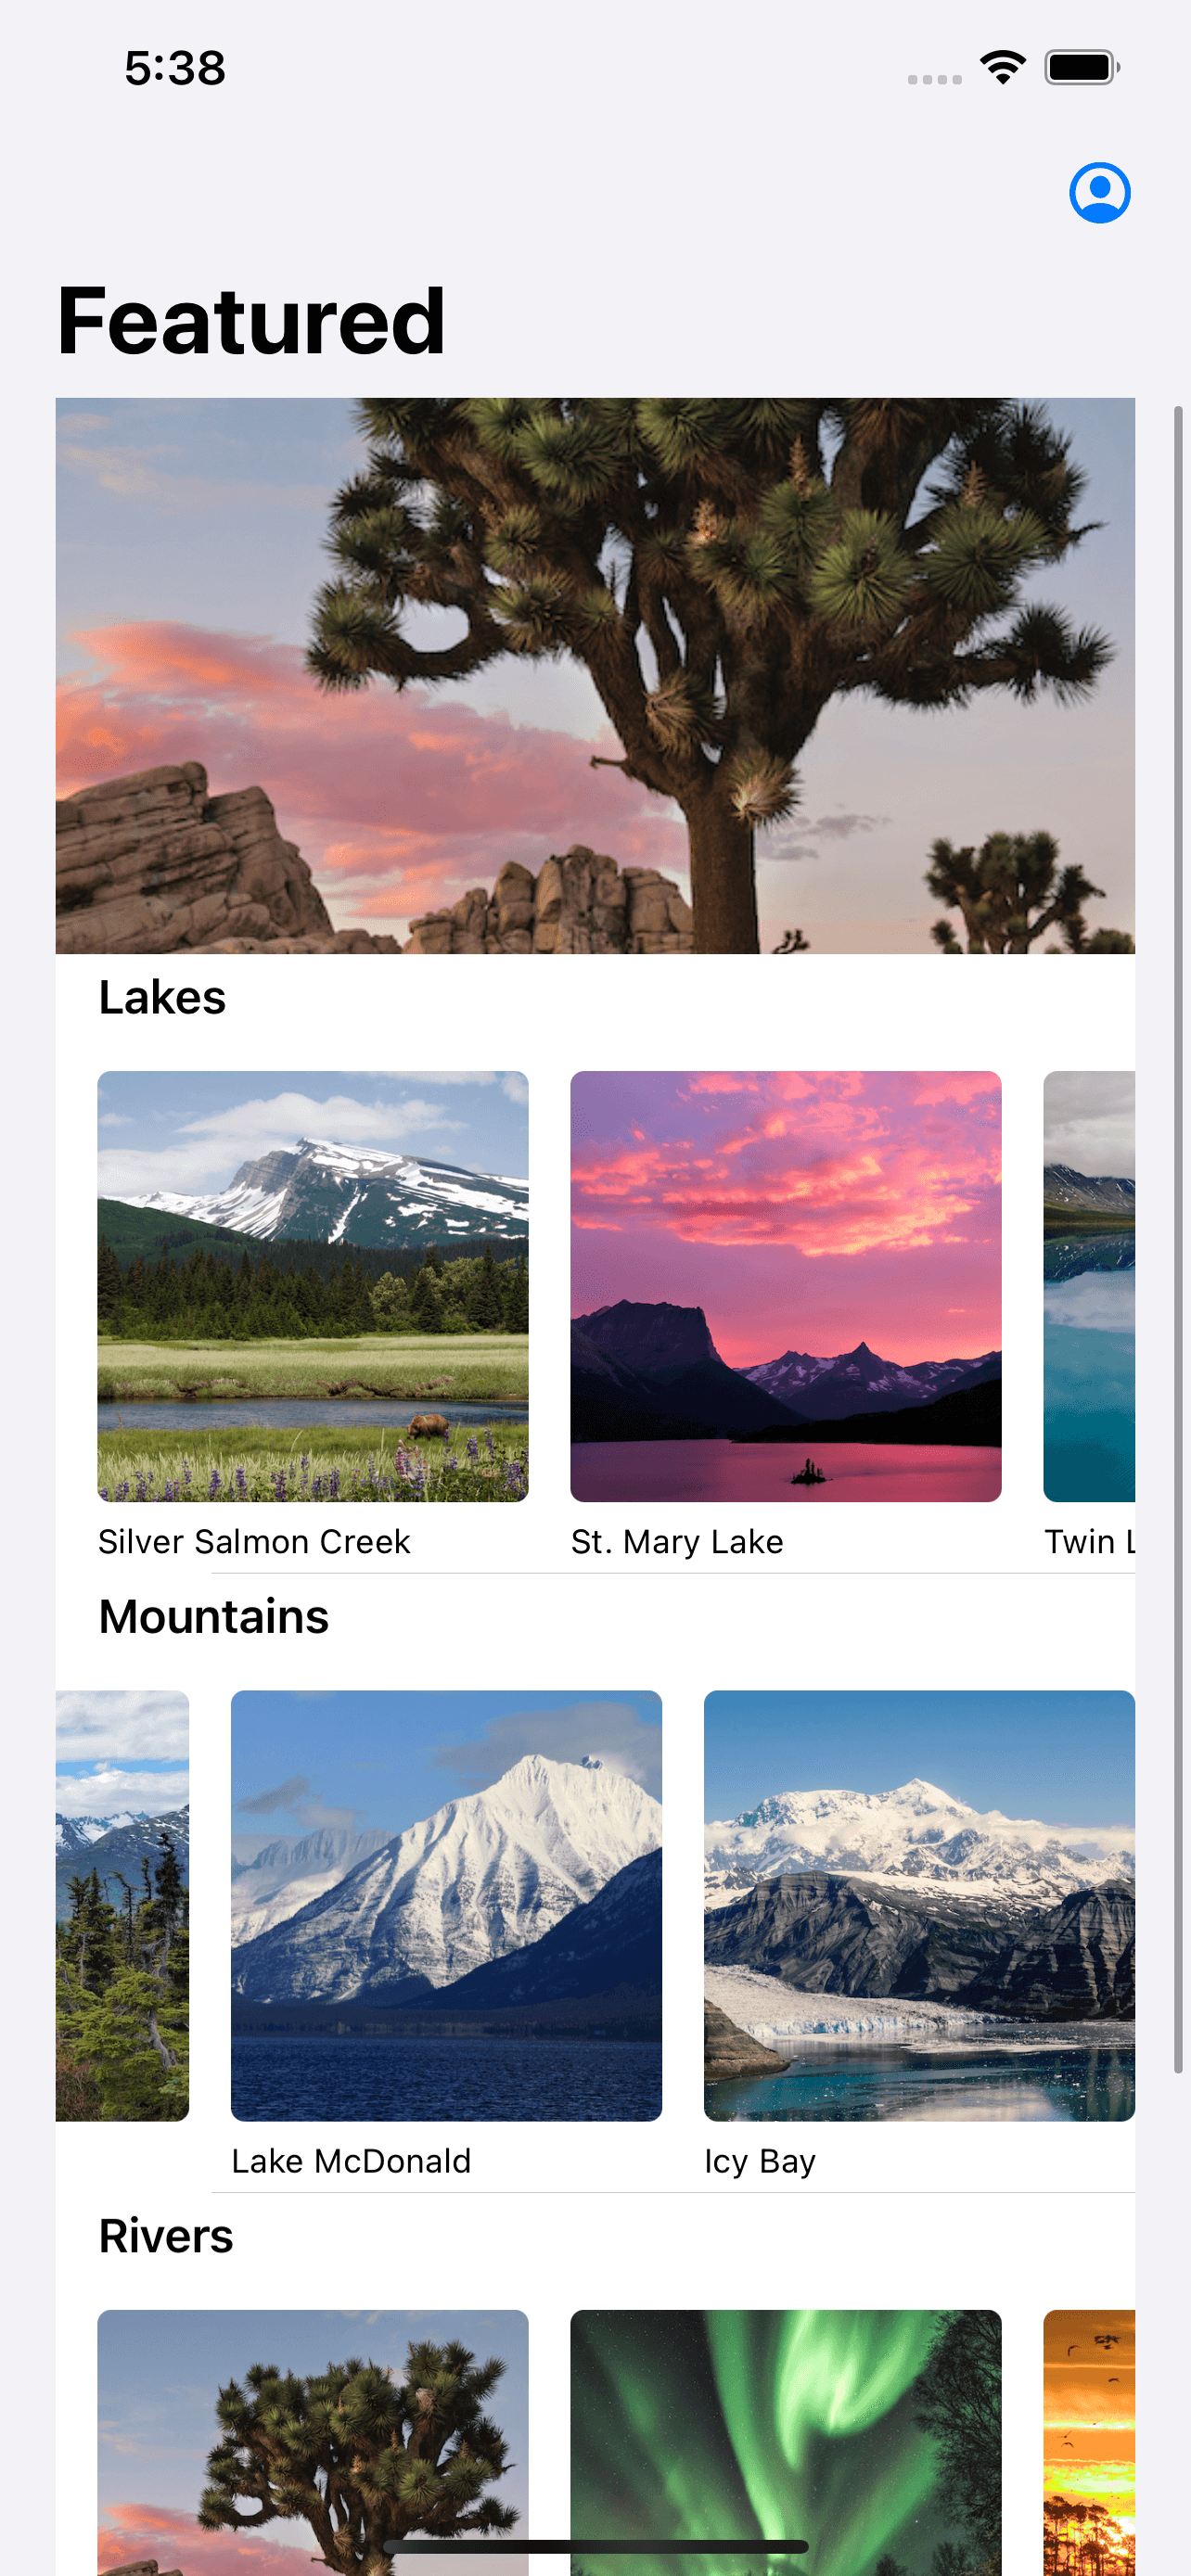 5:38
Featured
Lakes
Silver Salmon Creek
St. Mary Lake
Twin L
Mountains
Lake McDonald
Icy Bay
Rivers